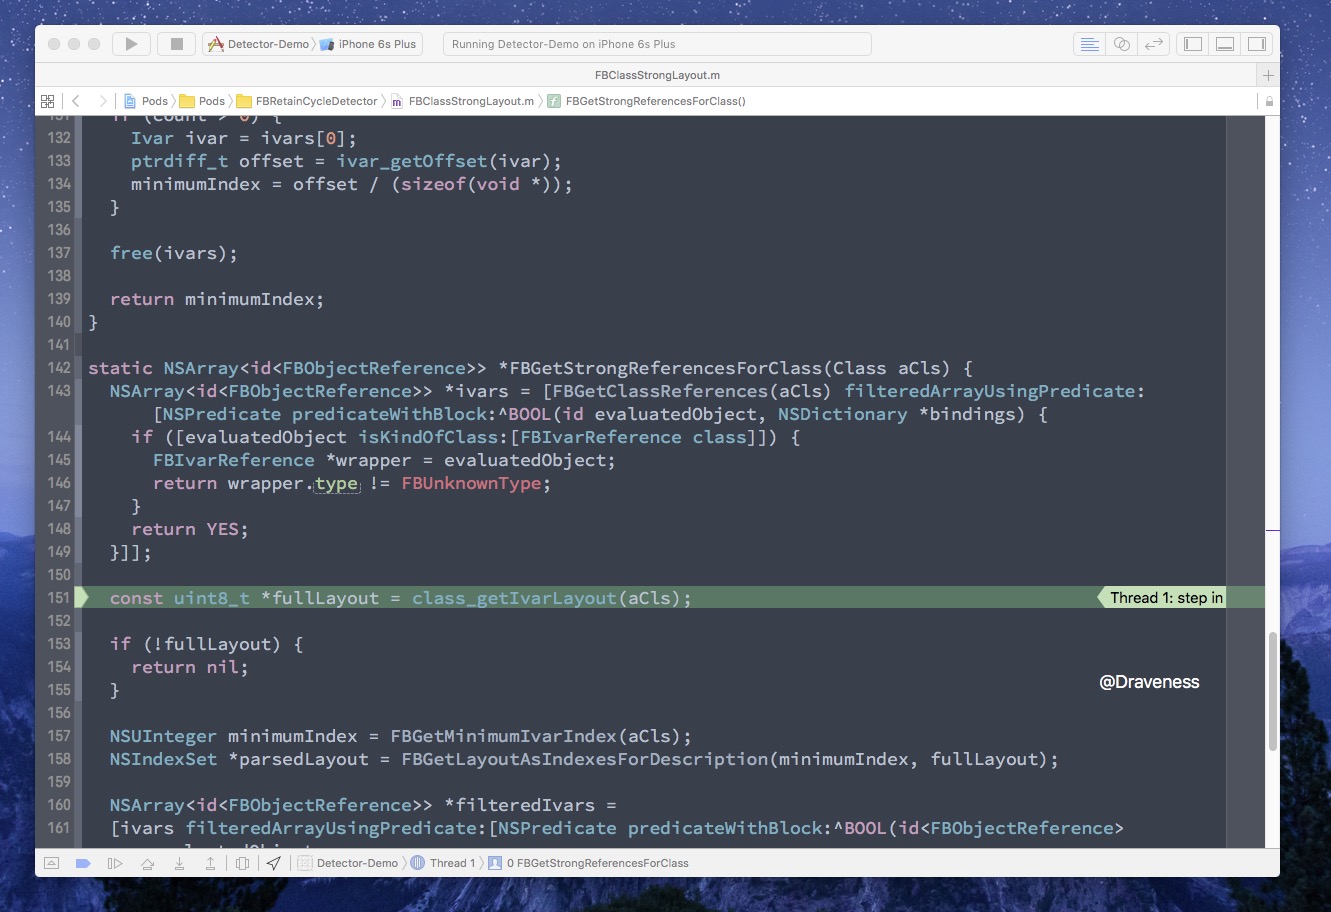 Detector-Demo iPhone 6s Plus Running Detector-Demo on iPhone 6s Plus
FBClassStrongLayout.m
Pods Pods FBRetainCycleDetector m FBClassStrongLayout.m f FBGetStrongReferencesForClass()
131 if (count > 0) {
132 Ivar ivar = ivars[0];
133 ptrdiff_t offset = ivar_getOffset(ivar);
134 minimumIndex = offset / (sizeof(void *));
135 }
136
137 free(ivars);
138
139 return minimumIndex;
140 }
141
142 static NSArray<id<FBObjectReference>> *FBGetStrongReferencesForClass(Class aCls) {
143 NSArray<id<FBObjectReference>> *ivars = [FBGetClassReferences(aCls) filteredArrayUsingPredicate:
[NSPredicate predicateWithBlock:^BOOL(id evaluatedObject, NSDictionary *bindings) {
144 if ([evaluatedObject isKindOfClass:[FBIvarReference class]]) {
145 FBIvarReference *wrapper = evaluatedObject;
146 return wrapper.type != FBUnknownType;
147 }
148 return YES;
149 }]];
150
151 const uint8_t *fullLayout = class_getIvarLayout(aCls); Thread 1: step in
152
153 if (!fullLayout) {
154 return nil;
155 }
@Draveness
156
157 NSUInteger minimumIndex = FBGetMinimumIvarIndex(aCls);
158 NSIndexSet *parsedLayout = FBGetLayoutAsIndexesForDescription(minimumIndex, fullLayout);
159
160 NSArray<id<FBObjectReference>> *filteredIvars =
161 [ivars filteredArrayUsingPredicate:[NSPredicate predicateWithBlock:^BOOL(id<FBObjectReference>
Detector-Demo Thread 1 0 FBGetStrongReferencesForClass